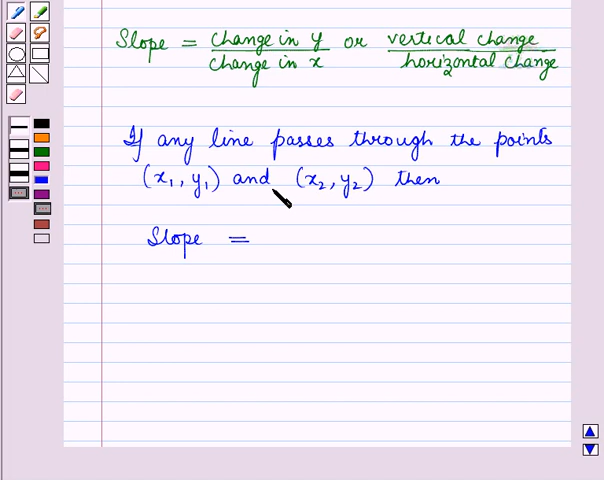 Slope = change in y / change in x or vertical change / horizontal change
If any line passes through the points
(x₁, y₁) and (x₂, y₂) then
Slope =